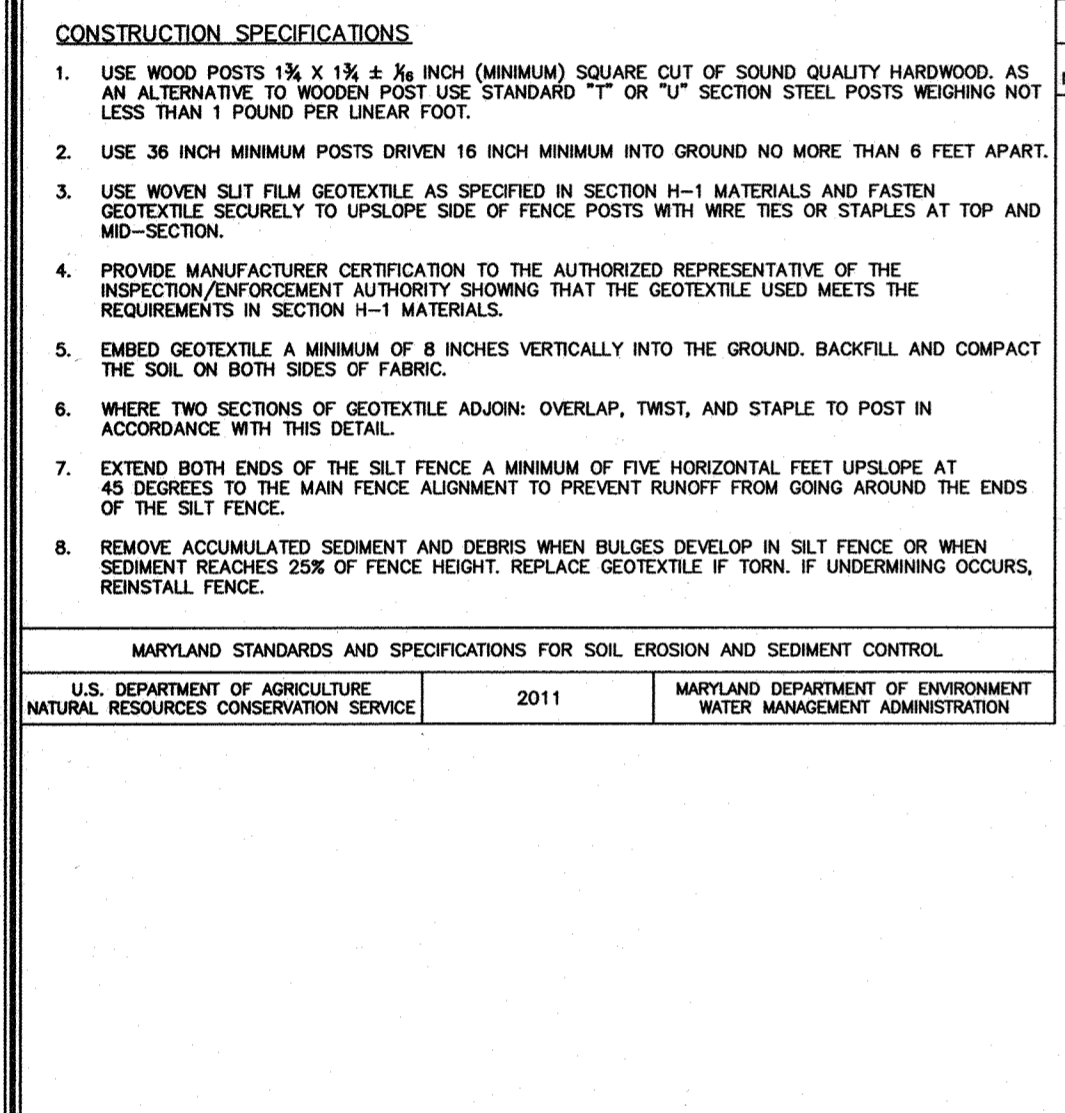 CONSTRUCTION SPECIFICATIONS
1. USE WOOD POSTS 1¾ X 1¾ ± 1⁄16 INCH (MINIMUM) SQUARE CUT OF SOUND QUALITY HARDWOOD. AS
AN ALTERNATIVE TO WOODEN POST USE STANDARD "T" OR "U" SECTION STEEL POSTS WEIGHING NOT
LESS THAN 1 POUND PER LINEAR FOOT.
2. USE 36 INCH MINIMUM POSTS DRIVEN 16 INCH MINIMUM INTO GROUND NO MORE THAN 6 FEET APART.
3. USE WOVEN SLIT FILM GEOTEXTILE AS SPECIFIED IN SECTION H-1 MATERIALS AND FASTEN
GEOTEXTILE SECURELY TO UPSLOPE SIDE OF FENCE POSTS WITH WIRE TIES OR STAPLES AT TOP AND
MID-SECTION.
4. PROVIDE MANUFACTURER CERTIFICATION TO THE AUTHORIZED REPRESENTATIVE OF THE
INSPECTION/ENFORCEMENT AUTHORITY SHOWING THAT THE GEOTEXTILE USED MEETS THE
REQUIREMENTS IN SECTION H-1 MATERIALS.
5. EMBED GEOTEXTILE A MINIMUM OF 8 INCHES VERTICALLY INTO THE GROUND. BACKFILL AND COMPACT
THE SOIL ON BOTH SIDES OF FABRIC.
6. WHERE TWO SECTIONS OF GEOTEXTILE ADJOIN: OVERLAP, TWIST, AND STAPLE TO POST IN
ACCORDANCE WITH THIS DETAIL.
7. EXTEND BOTH ENDS OF THE SILT FENCE A MINIMUM OF FIVE HORIZONTAL FEET UPSLOPE AT
45 DEGREES TO THE MAIN FENCE ALIGNMENT TO PREVENT RUNOFF FROM GOING AROUND THE ENDS
OF THE SILT FENCE.
8. REMOVE ACCUMULATED SEDIMENT AND DEBRIS WHEN BULGES DEVELOP IN SILT FENCE OR WHEN
SEDIMENT REACHES 25% OF FENCE HEIGHT. REPLACE GEOTEXTILE IF TORN. IF UNDERMINING OCCURS,
REINSTALL FENCE.
MARYLAND STANDARDS AND SPECIFICATIONS FOR SOIL EROSION AND SEDIMENT CONTROL
U.S. DEPARTMENT OF AGRICULTURE
NATURAL RESOURCES CONSERVATION SERVICE
2011
MARYLAND DEPARTMENT OF ENVIRONMENT
WATER MANAGEMENT ADMINISTRATION